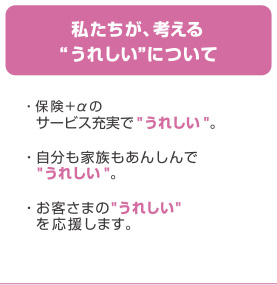 私たちが、考える
“うれしい”について
・保険+αの
サービス充実で"うれしい"。
・自分も家族もあんしんで
"うれしい"。
・お客さまの"うれしい"
を応援します。